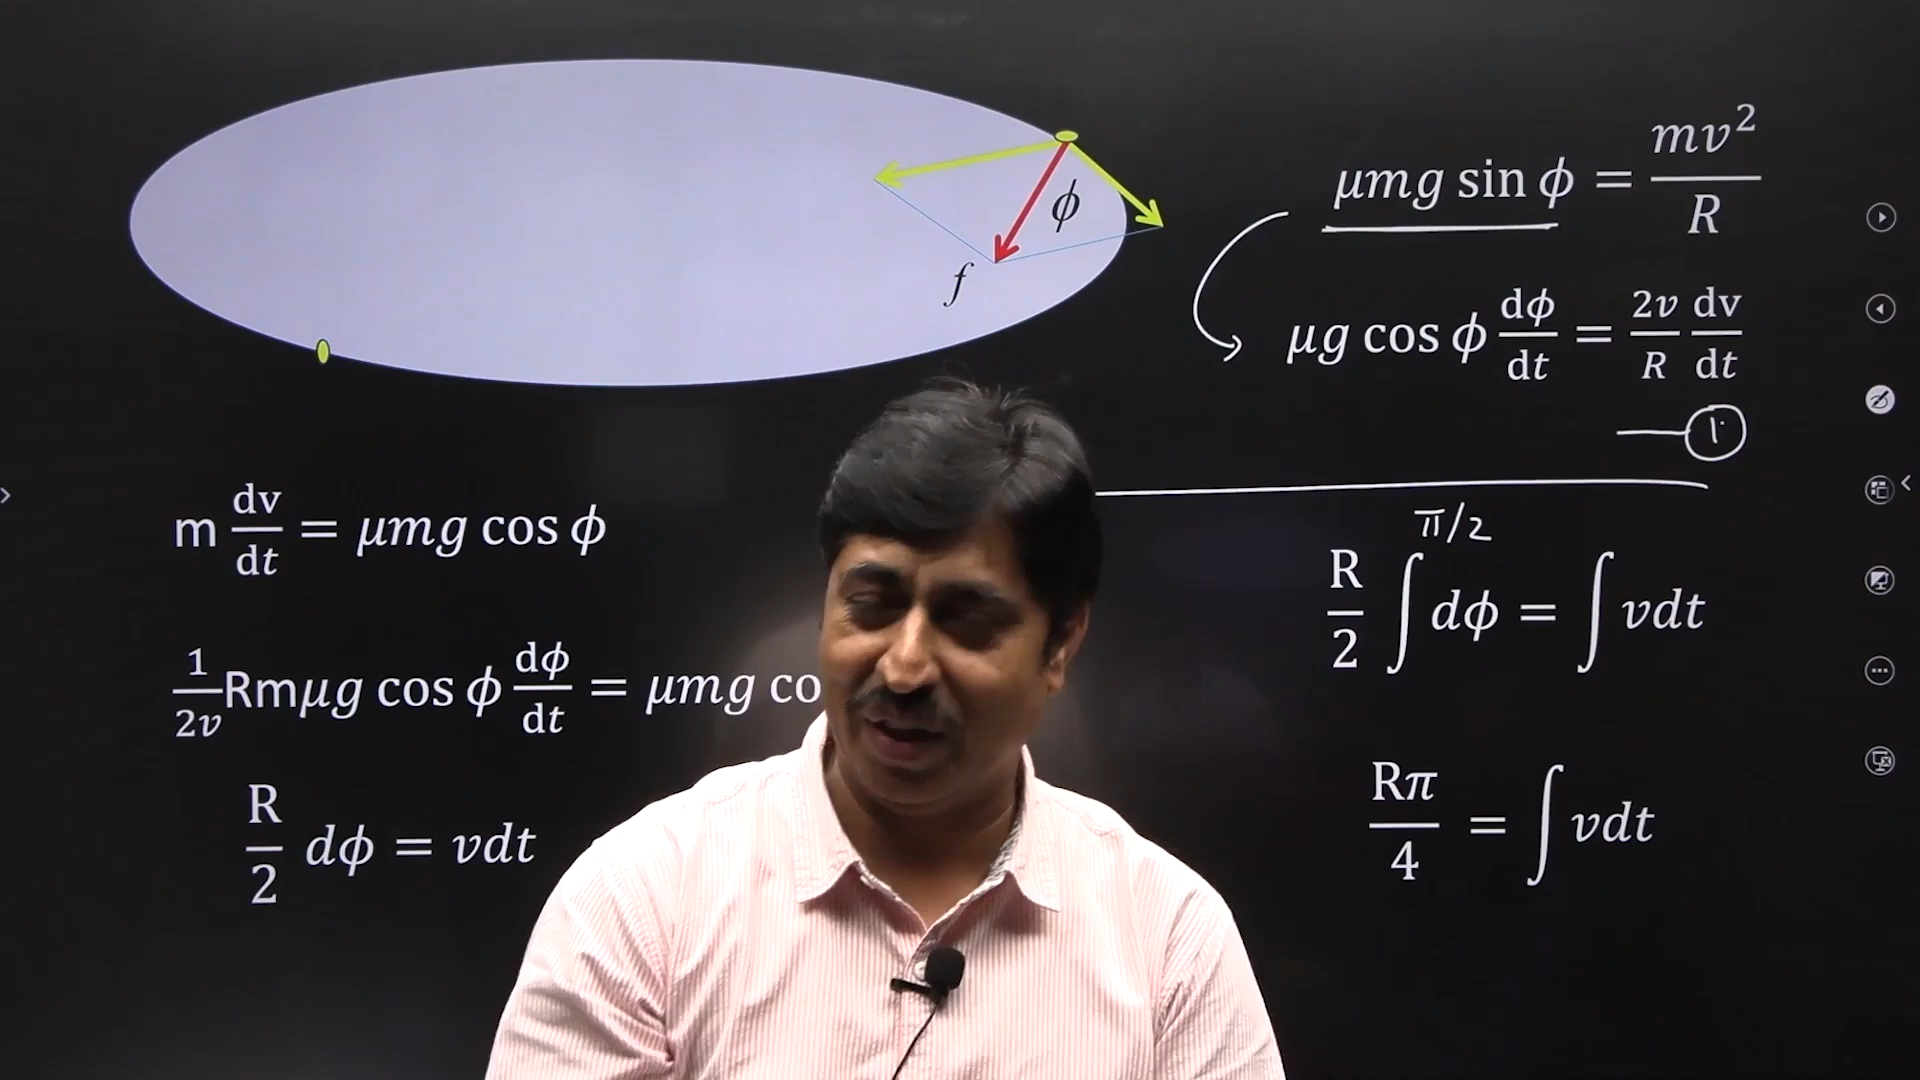 ϕ
f
μmg sin ϕ = mv²/R
μg cos ϕ dϕ/dt = 2v/R dv/dt
1
m dv/dt = μmg cos ϕ
π/2
R/2 ∫ dϕ = ∫ vdt
1/2v Rmμg cos ϕ dϕ/dt = μmg co
Rπ/4 = ∫ vdt
R/2 dϕ = vdt